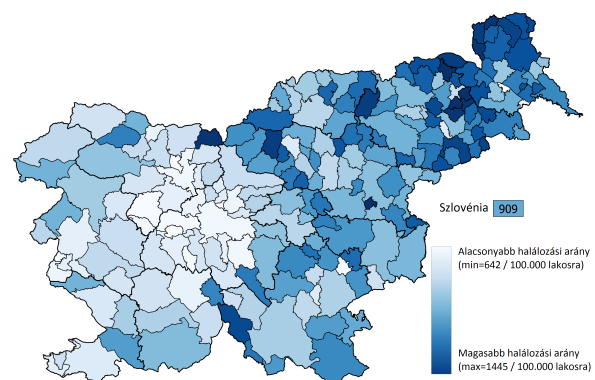 Szlovénia 909
Alacsonyabb halálozási arány
(min=642 / 100.000 lakosra)
Magasabb halálozási arány
(max=1445 / 100.000 lakosra)